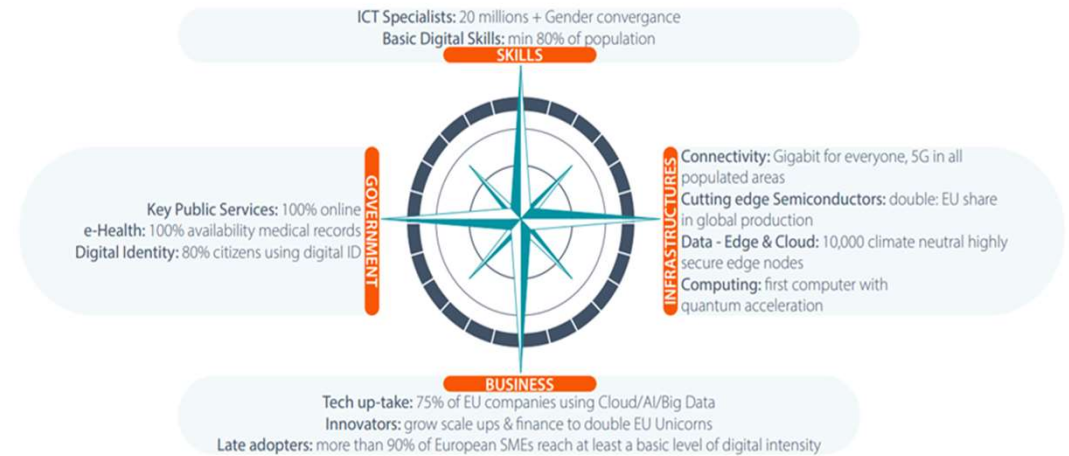 ICT Specialists: 20 millions + Gender convergance
Basic Digital Skills: min 80% of population
SKILLS
GOVERNMENT
Key Public Services: 100% online
e-Health: 100% availability medical records
Digital Identity: 80% citizens using digital ID
INFRASTRUCTURES
Connectivity: Gigabit for everyone, 5G in all
populated areas
Cutting edge Semiconductors: double: EU share
in global production
Data - Edge & Cloud: 10,000 climate neutral highly
secure edge nodes
Computing: first computer with
quantum acceleration
BUSINESS
Tech up-take: 75% of EU companies using Cloud/AI/Big Data
Innovators: grow scale ups & finance to double EU Unicorns
Late adopters: more than 90% of European SMEs reach at least a basic level of digital intensity